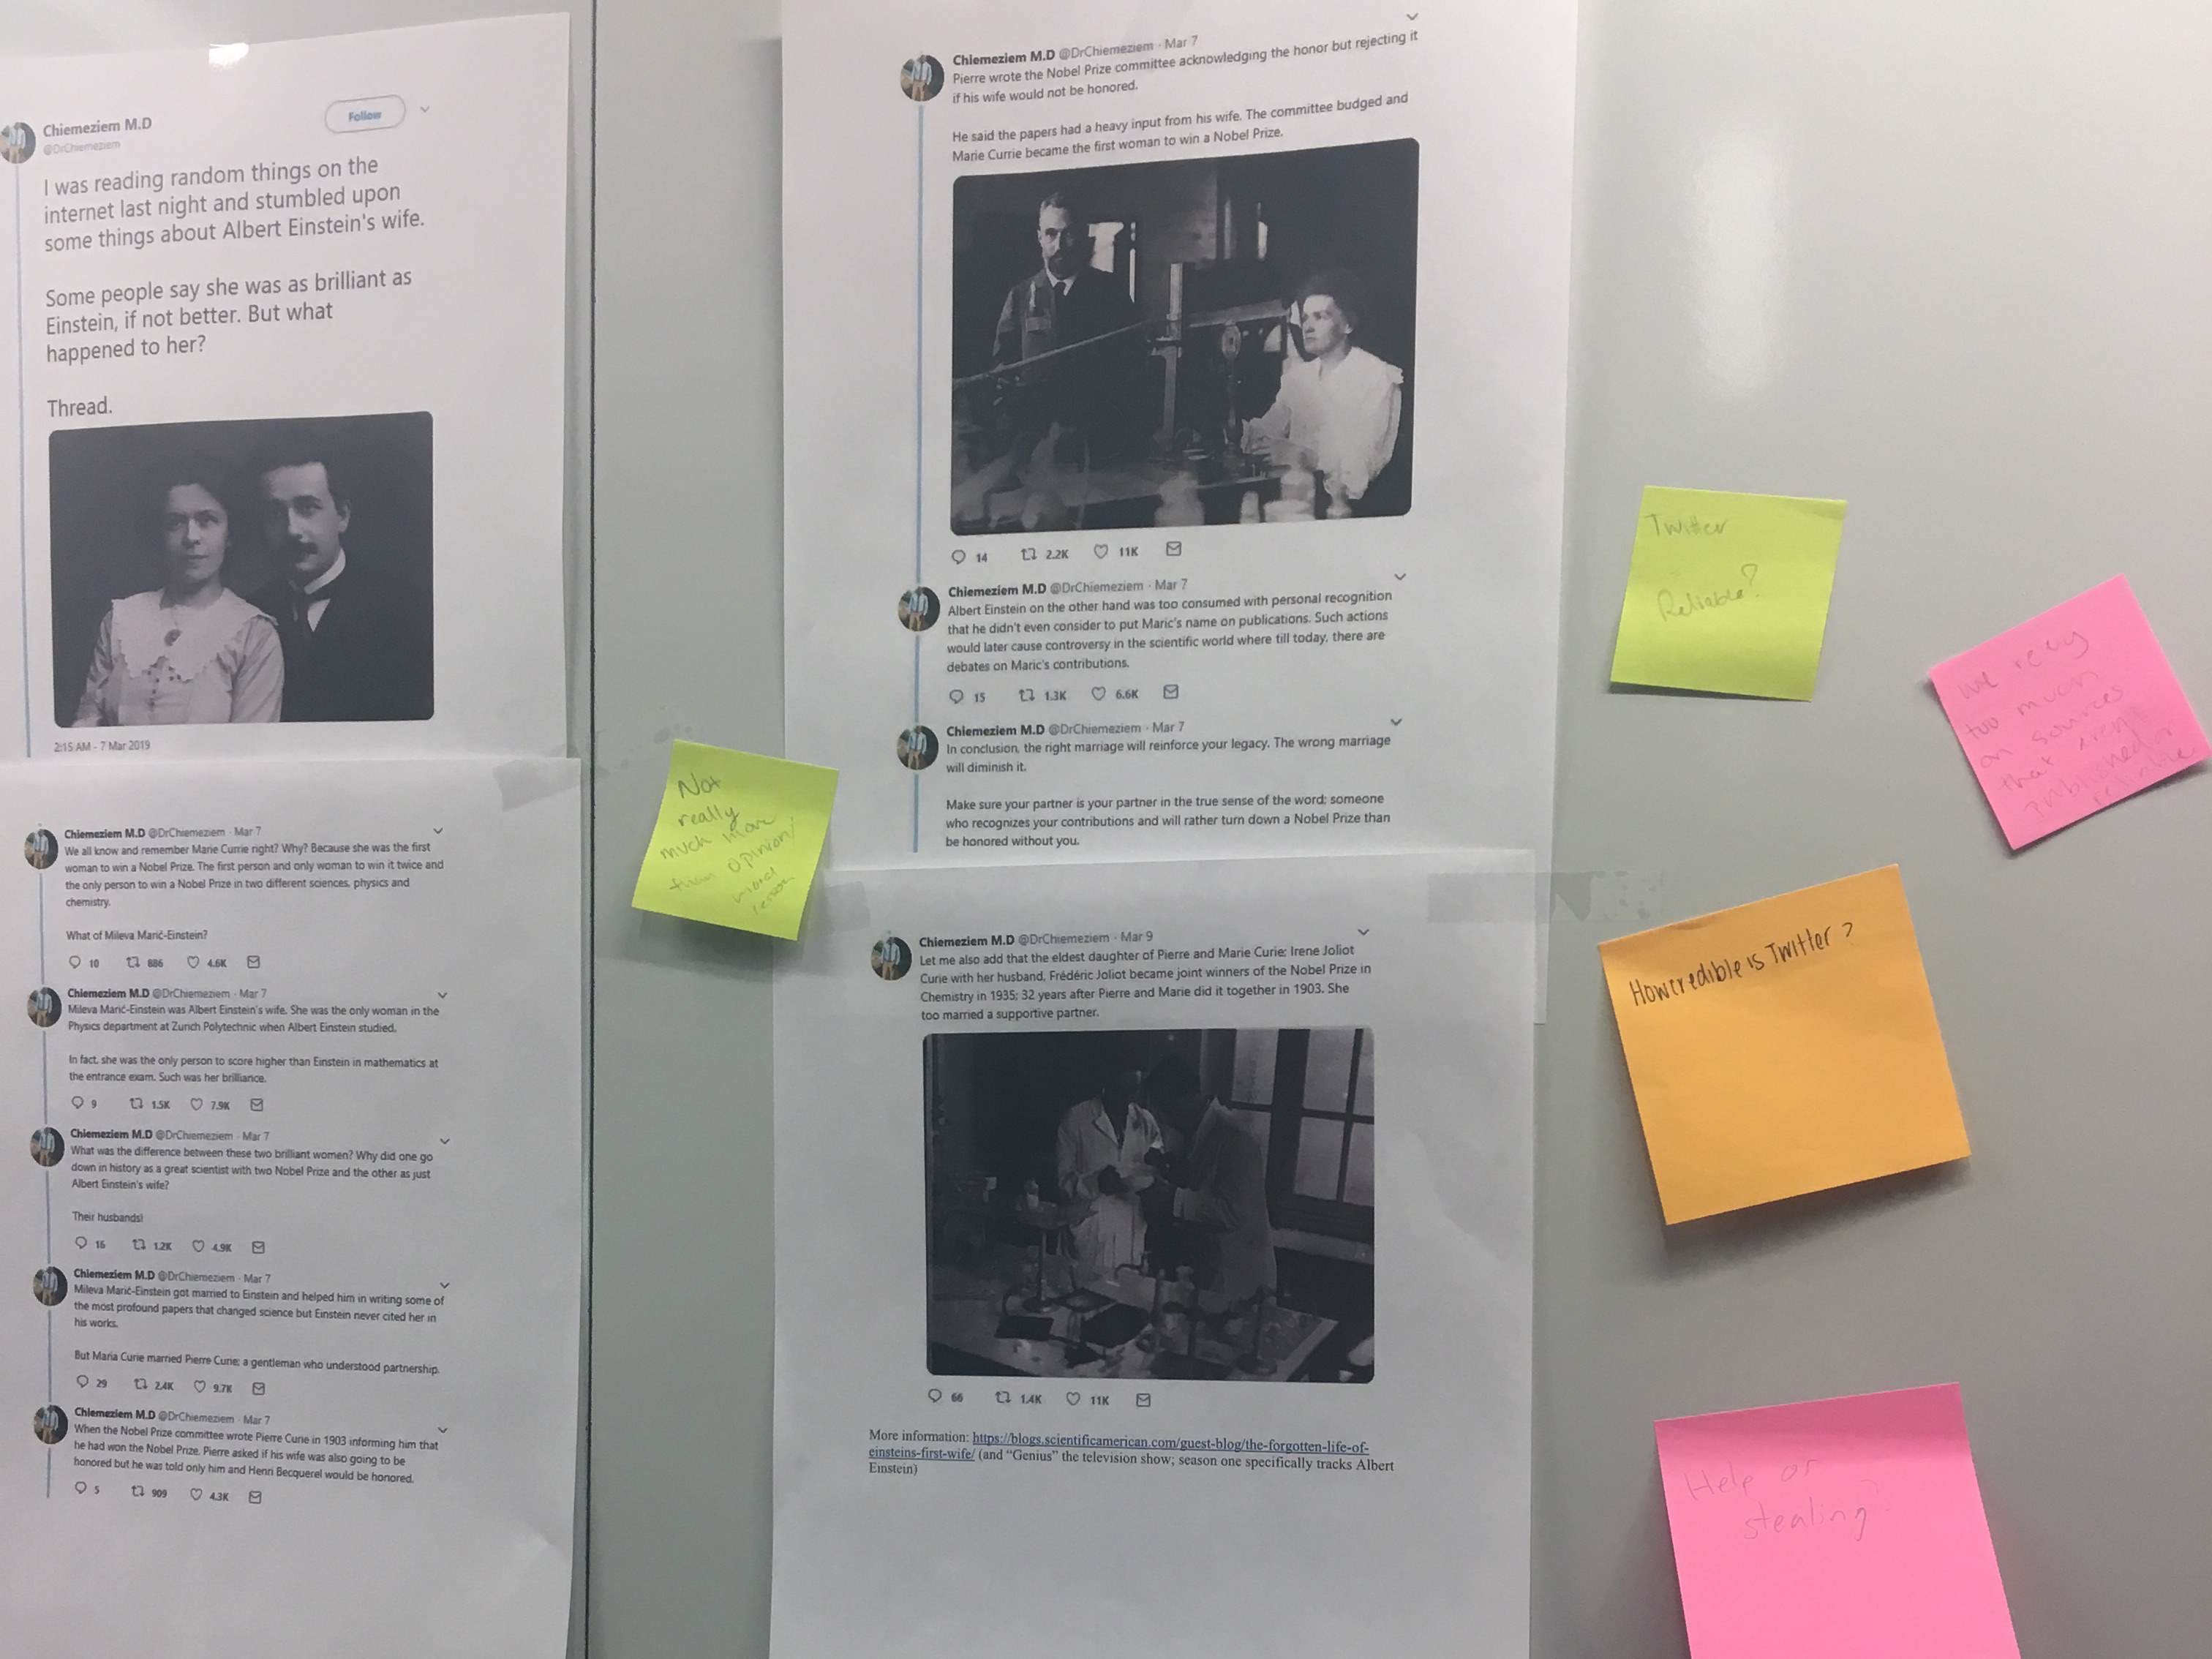 Chiemeziem M.D
@DrChiemeziem
Follow
I was reading random things on the
internet last night and stumbled upon
some things about Albert Einstein's wife.
Some people say she was as brilliant as
Einstein, if not better. But what
happened to her?
Thread.
2:15 AM - 7 Mar 2019
Chiemeziem M.D @DrChiemeziem · Mar 7
We all know and remember Marie Currie right? Why? Because she was the first
woman to win a Nobel Prize. The first person and only woman to win it twice and
the only person to win a Nobel Prize in two different sciences, physics and
chemistry.
What of Mileva Marić-Einstein?
10 886 4.6K
Chiemeziem M.D @DrChiemeziem · Mar 7
Mileva Marić-Einstein was Albert Einstein's wife. She was the only woman in the
Physics department at Zurich Polytechnic when Albert Einstein studied.
In fact, she was the only person to score higher than Einstein in mathematics at
the entrance exam. Such was her brilliance.
9 1.5K 7.9K
Chiemeziem M.D @DrChiemeziem · Mar 7
What was the difference between these two brilliant women? Why did one go
down in history as a great scientist with two Nobel Prize and the other as just
Albert Einstein's wife?
Their husbands!
16 1.2K 4.9K
Chiemeziem M.D @DrChiemeziem · Mar 7
Mileva Marić-Einstein got married to Einstein and helped him in writing some of
the most profound papers that changed science but Einstein never cited her in
his works.
But Maria Curie married Pierre Curie; a gentleman who understood partnership.
29 2.4K 9.7K
Chiemeziem M.D @DrChiemeziem · Mar 7
When the Nobel Prize committee wrote Pierre Curie in 1903 informing him that
he had won the Nobel Prize. Pierre asked if his wife was also going to be
honored but he was told only him and Henri Becquerel would be honored.
5 909 4.3K
Chiemeziem M.D @DrChiemeziem · Mar 7
Pierre wrote the Nobel Prize committee acknowledging the honor but rejecting it
if his wife would not be honored.
He said the papers had a heavy input from his wife. The committee budged and
Marie Currie became the first woman to win a Nobel Prize.
14 2.2K 11K
Chiemeziem M.D @DrChiemeziem · Mar 7
Albert Einstein on the other hand was too consumed with personal recognition
that he didn't even consider to put Maric's name on publications. Such actions
would later cause controversy in the scientific world where till today, there are
debates on Maric's contributions.
15 1.3K 6.6K
Chiemeziem M.D @DrChiemeziem · Mar 7
In conclusion, the right marriage will reinforce your legacy. The wrong marriage
will diminish it.
Make sure your partner is your partner in the true sense of the word; someone
who recognizes your contributions and will rather turn down a Nobel Prize than
be honored without you.
Chiemeziem M.D @DrChiemeziem · Mar 9
Let me also add that the eldest daughter of Pierre and Marie Curie; Irene Joliot
Curie with her husband, Frédéric Joliot became joint winners of the Nobel Prize in
Chemistry in 1935; 32 years after Pierre and Marie did it together in 1903. She
too married a supportive partner.
66 1.4K 11K
More information: https://blogs.scientificamerican.com/guest-blog/the-forgotten-life-of-
einsteins-first-wife/ (and “Genius” the television show; season one specifically tracks Albert
Einstein)
Not
really
much more
than opinion/
moral
lesson
Twitter
Reliable?
we reley
too much
on sources
that arent
published or
reliable
How credible is Twitter?
Help or
stealing?